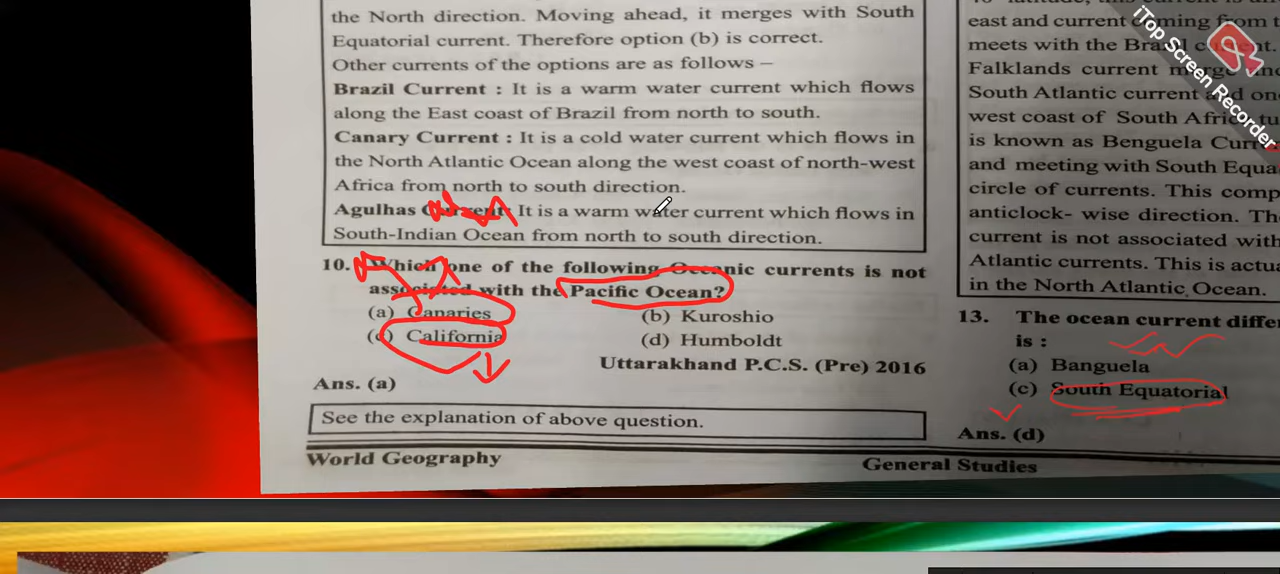 the North direction. Moving ahead, it merges with South
Equatorial current. Therefore option (b) is correct.
Other currents of the options are as follows –
Brazil Current : It is a warm water current which flows
along the East coast of Brazil from north to south.
Canary Current : It is a cold water current which flows in
the North Atlantic Ocean along the west coast of north-west
Africa from north to south direction.
Agulhas Current: It is a warm water current which flows in
South-Indian Ocean from north to south direction.
10. Which one of the following Oceanic currents is not
associated with the Pacific Ocean?
(a) Canaries (b) Kuroshio
(c) California (d) Humboldt
Uttarakhand P.C.S. (Pre) 2016
Ans. (a)
See the explanation of above question.
World Geography General Studies
east and current coming from
meets with the Brazil current.
Falklands current
South Atlantic current and
west coast of South
is known as Benguela
and meeting with South
circle of currents. This
anticlock- wise direction.
current is not associated with
Atlantic currents. This is
in the North Atlantic Ocean.
13. The ocean current
is :
(a) Banguela
(c) South Equatorial
Ans. (d)
iTop Screen Recorder